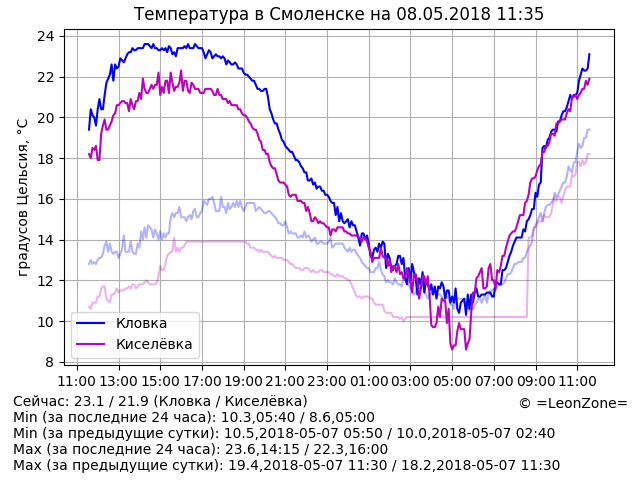 Температура в Смоленске на 08.05.2018 11:35
градусов Цельсия, °C
24
22
20
18
16
14
12
10
8
Кловка
Киселёвка
11:00 13:00 15:00 17:00 19:00 21:00 23:00 01:00 03:00 05:00 07:00 09:00 11:00
Сейчас: 23.1 / 21.9 (Кловка / Киселёвка)
© =LeonZone=
Min (за последние 24 часа): 10.3,05:40 / 8.6,05:00
Min (за предыдущие сутки): 10.5,2018-05-07 05:50 / 10.0,2018-05-07 02:40
Max (за последние 24 часа): 23.6,14:15 / 22.3,16:00
Max (за предыдущие сутки): 19.4,2018-05-07 11:30 / 18.2,2018-05-07 11:30